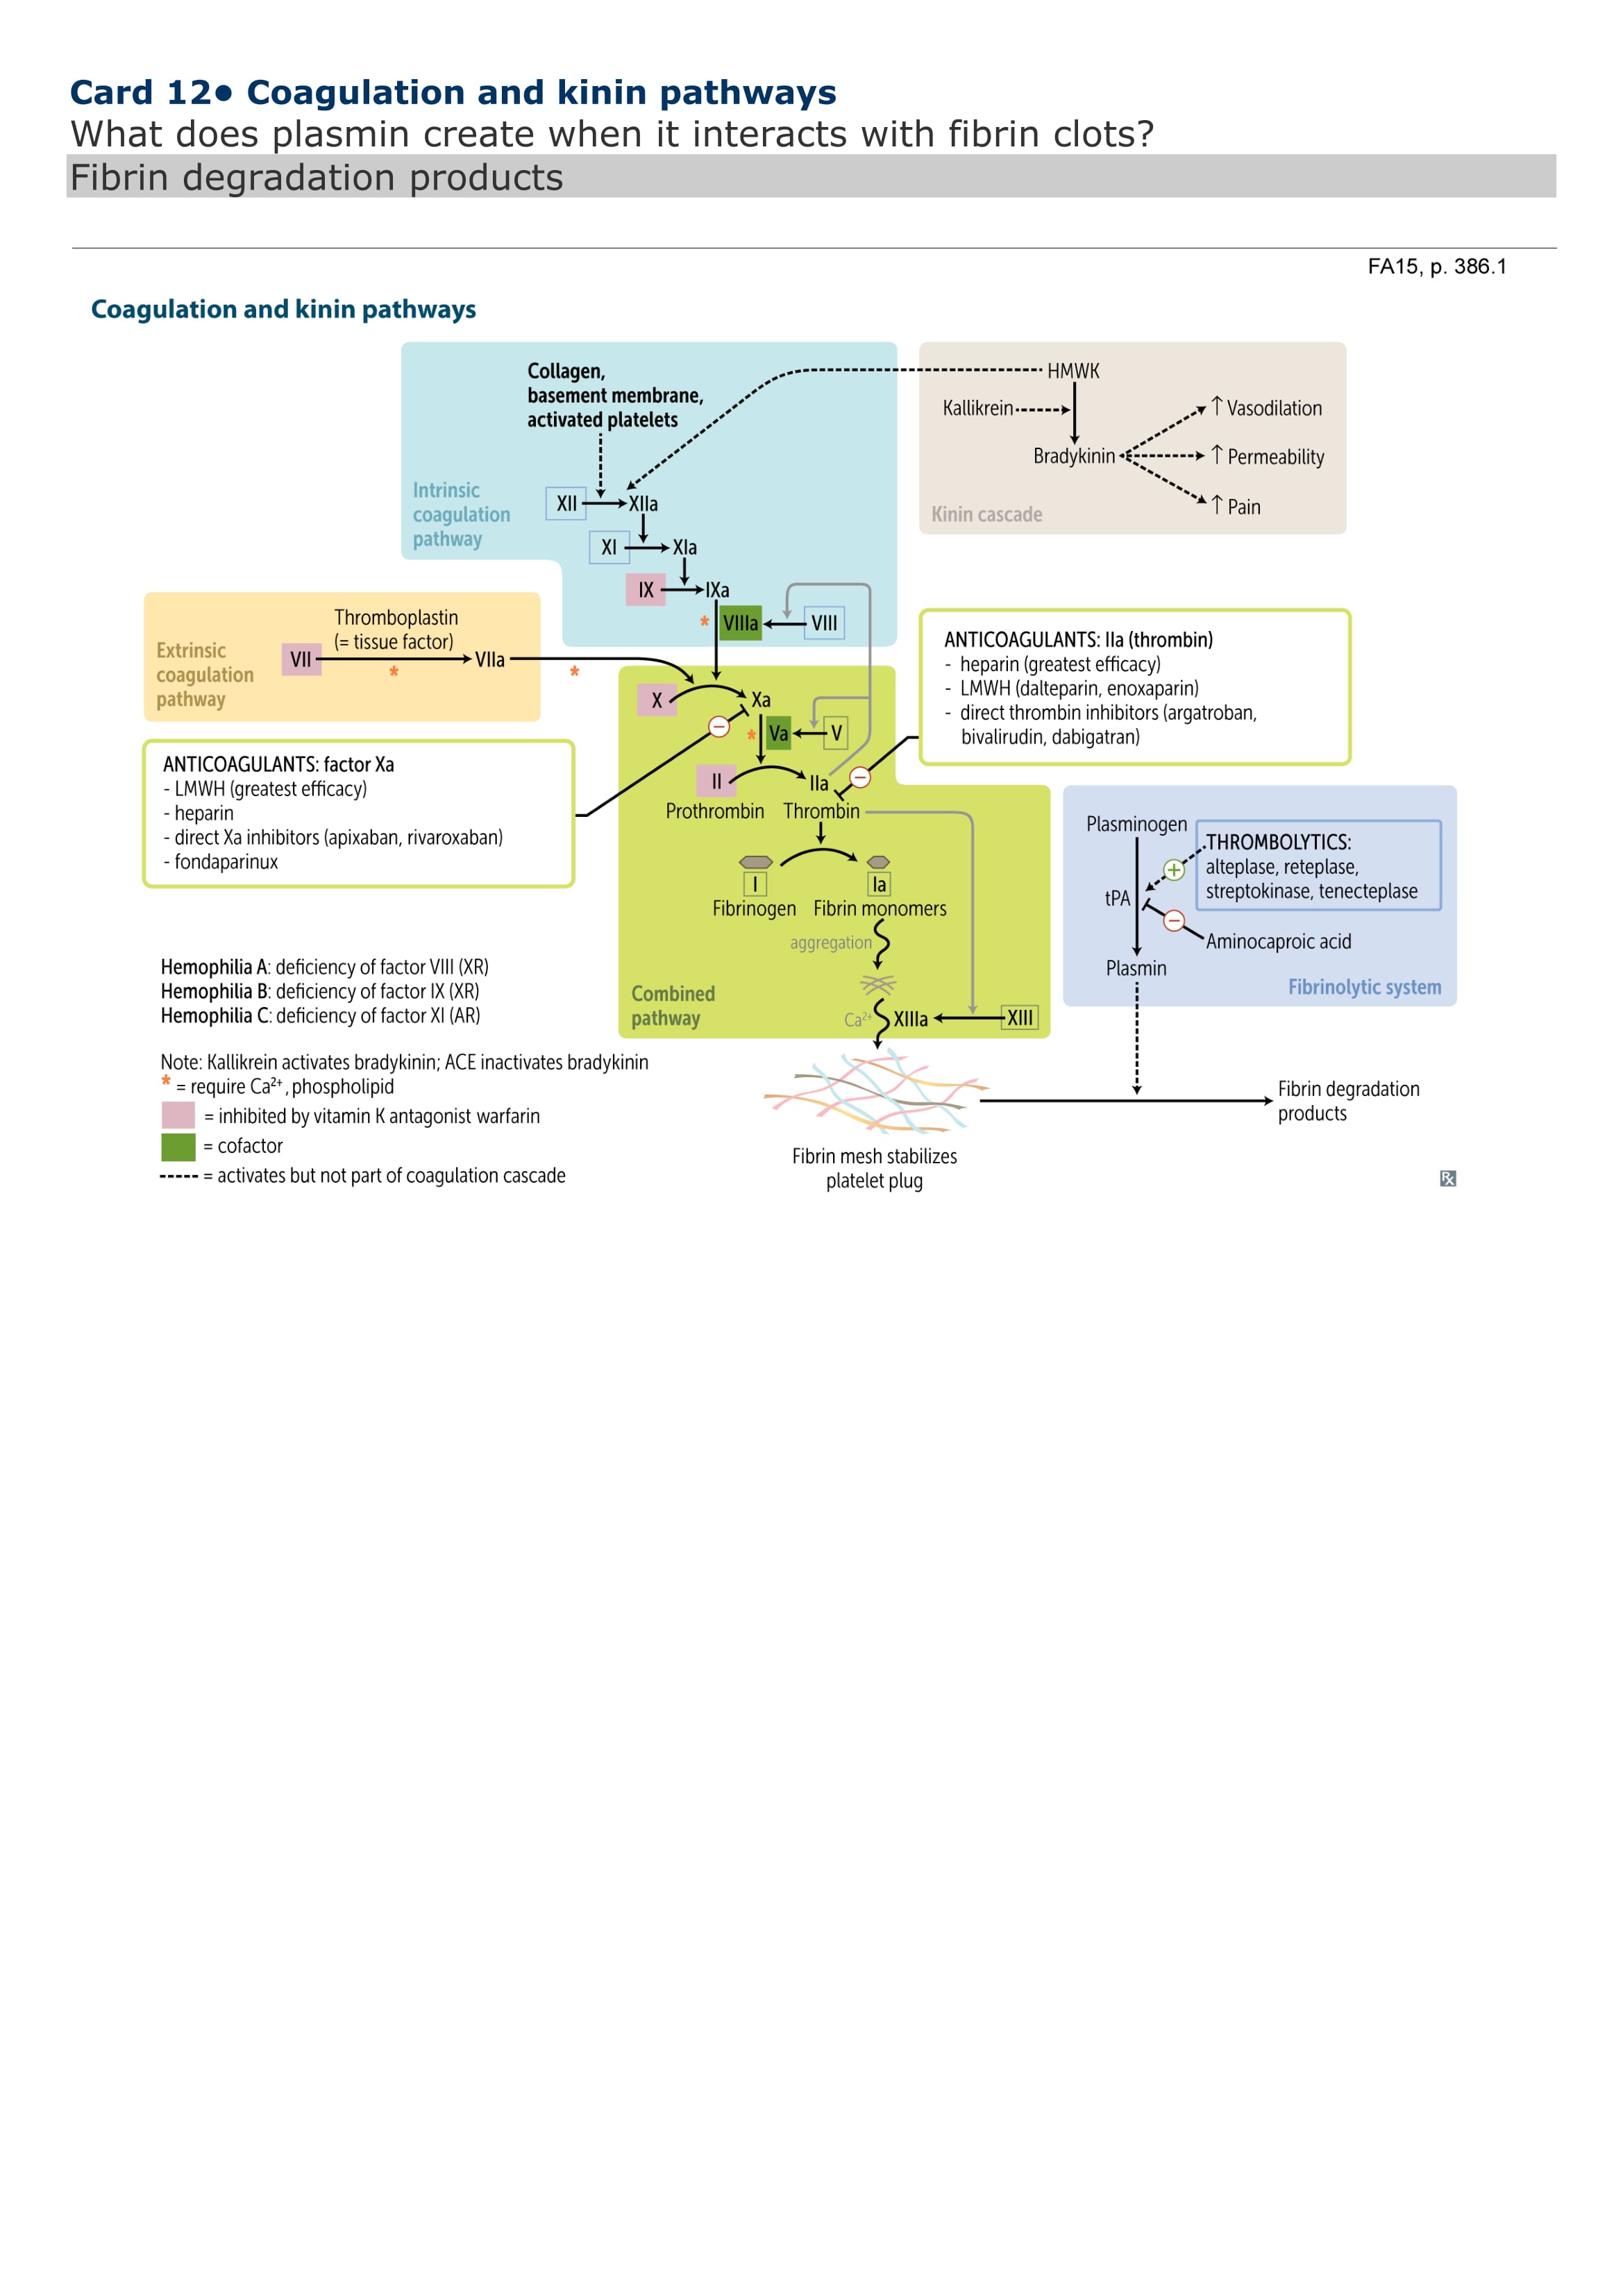 Card 12● Coagulation and kinin pathways
What does plasmin create when it interacts with fibrin clots?
Fibrin degradation products
FA15, p. 386.1
Coagulation and kinin pathways
Collagen,
basement membrane,
activated platelets
Intrinsic
coagulation
pathway
XII
XIIa
XI
XIa
IX
IXa
* VIIIa
VIII
HMWK
Kallikrein
Bradykinin
↑ Vasodilation
↑ Permeability
↑ Pain
Kinin cascade
Thromboplastin
(= tissue factor)
Extrinsic
coagulation
pathway
VII
VIIa
*
*
X
Xa
−
* Va
V
II
IIa
−
Prothrombin
Thrombin
I
Ia
Fibrinogen
Fibrin monomers
aggregation
Combined
pathway
Ca²⁺
XIIIa
XIII
ANTICOAGULANTS: IIa (thrombin)
- heparin (greatest efficacy)
- LMWH (dalteparin, enoxaparin)
- direct thrombin inhibitors (argatroban,
bivalirudin, dabigatran)
ANTICOAGULANTS: factor Xa
- LMWH (greatest efficacy)
- heparin
- direct Xa inhibitors (apixaban, rivaroxaban)
- fondaparinux
Plasminogen
THROMBOLYTICS:
alteplase, reteplase,
streptokinase, tenecteplase
+
tPA
−
Aminocaproic acid
Plasmin
Fibrinolytic system
Hemophilia A: deficiency of factor VIII (XR)
Hemophilia B: deficiency of factor IX (XR)
Hemophilia C: deficiency of factor XI (AR)
Note: Kallikrein activates bradykinin; ACE inactivates bradykinin
* = require Ca²⁺, phospholipid
= inhibited by vitamin K antagonist warfarin
= cofactor
= activates but not part of coagulation cascade
Fibrin mesh stabilizes
platelet plug
Fibrin degradation
products
Rx